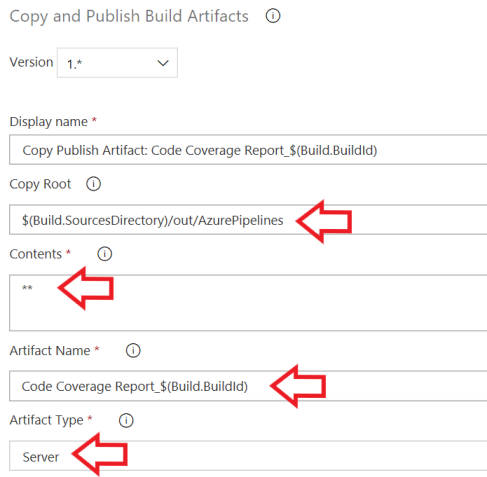 Copy and Publish Build Artifacts
Version 1.*
Display name *
Copy Publish Artifact: Code Coverage Report_$(Build.BuildId)
Copy Root
$(Build.SourcesDirectory)/out/AzurePipelines
Contents *
**
Artifact Name *
Code Coverage Report_$(Build.BuildId)
Artifact Type *
Server